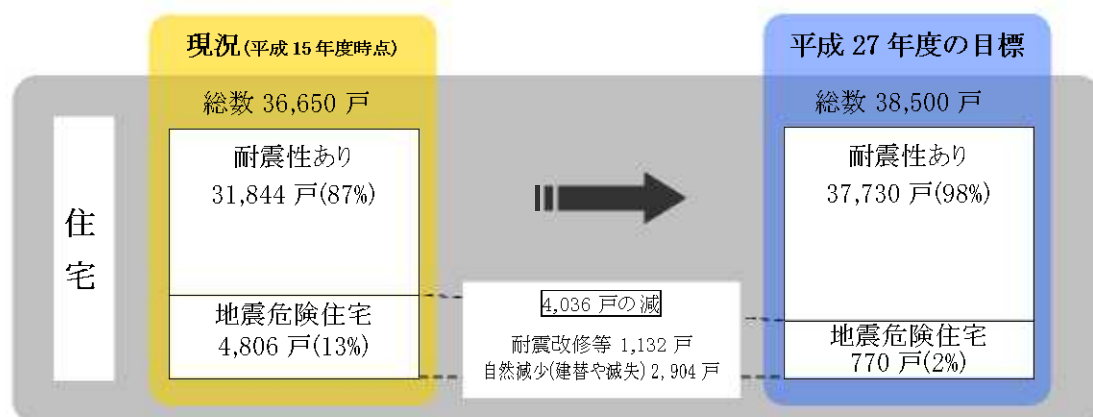 現況(平成15年度時点)
総数 36,650 戸
住宅
耐震性あり
31,844 戸(87%)
地震危険住宅
4,806 戸(13%)
4,036 戸の減
耐震改修等 1,132 戸
自然減少(建替や滅失) 2,904 戸
平成 27 年度の目標
総数 38,500 戸
耐震性あり
37,730 戸(98%)
地震危険住宅
770 戸(2%)